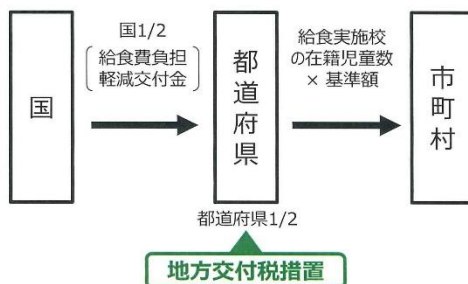 国
国1/2
給食費負担
軽減交付金
都道府県
給食実施校
の在籍児童数
× 基準額
市町村
都道府県1/2
地方交付税措置